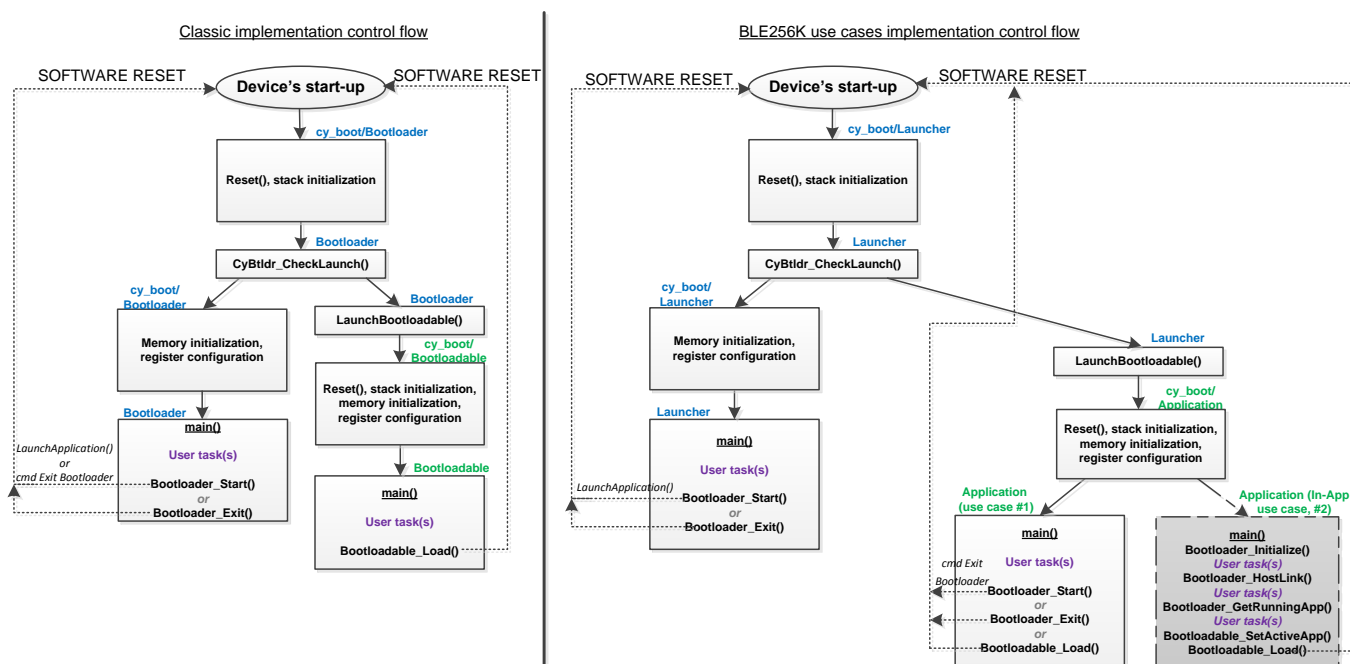 Classic implementation control flow
SOFTWARE RESET
SOFTWARE RESET
Device's start-up
cy_boot/Bootloader
Reset(), stack initialization
Bootloader
CyBtldr_CheckLaunch()
cy_boot/
Bootloader
Memory initialization,
register configuration
Bootloader
LaunchBootloadable()
cy_boot/
Bootloadable
Reset(), stack initialization,
memory initialization,
register configuration
Bootloader
main()
User task(s)
LaunchApplication()
or
cmd Exit Bootloader
Bootloader_Start()
or
Bootloader_Exit()
Bootloadable
main()
User task(s)
Bootloadable_Load()
BLE256K use cases implementation control flow
SOFTWARE RESET
SOFTWARE RESET
Device's start-up
cy_boot/Launcher
Reset(), stack initialization
Launcher
CyBtldr_CheckLaunch()
cy_boot/
Launcher
Memory initialization,
register configuration
Launcher
main()
User task(s)
LaunchApplication()
Bootloader_Start()
or
Bootloader_Exit()
Launcher
LaunchBootloadable()
cy_boot/
Application
Reset(), stack initialization,
memory initialization,
register configuration
Application
(use case #1)
main()
User task(s)
cmd Exit
Bootloader
Bootloader_Start()
or
Bootloader_Exit()
or
Bootloadable_Load()
Application (In-App
use case, #2)
main()
Bootloader_Initialize()
User task(s)
Bootloader_HostLink()
User task(s)
Bootloader_GetRunningApp()
User task(s)
Bootloadable_SetActiveApp()
Bootloadable_Load()